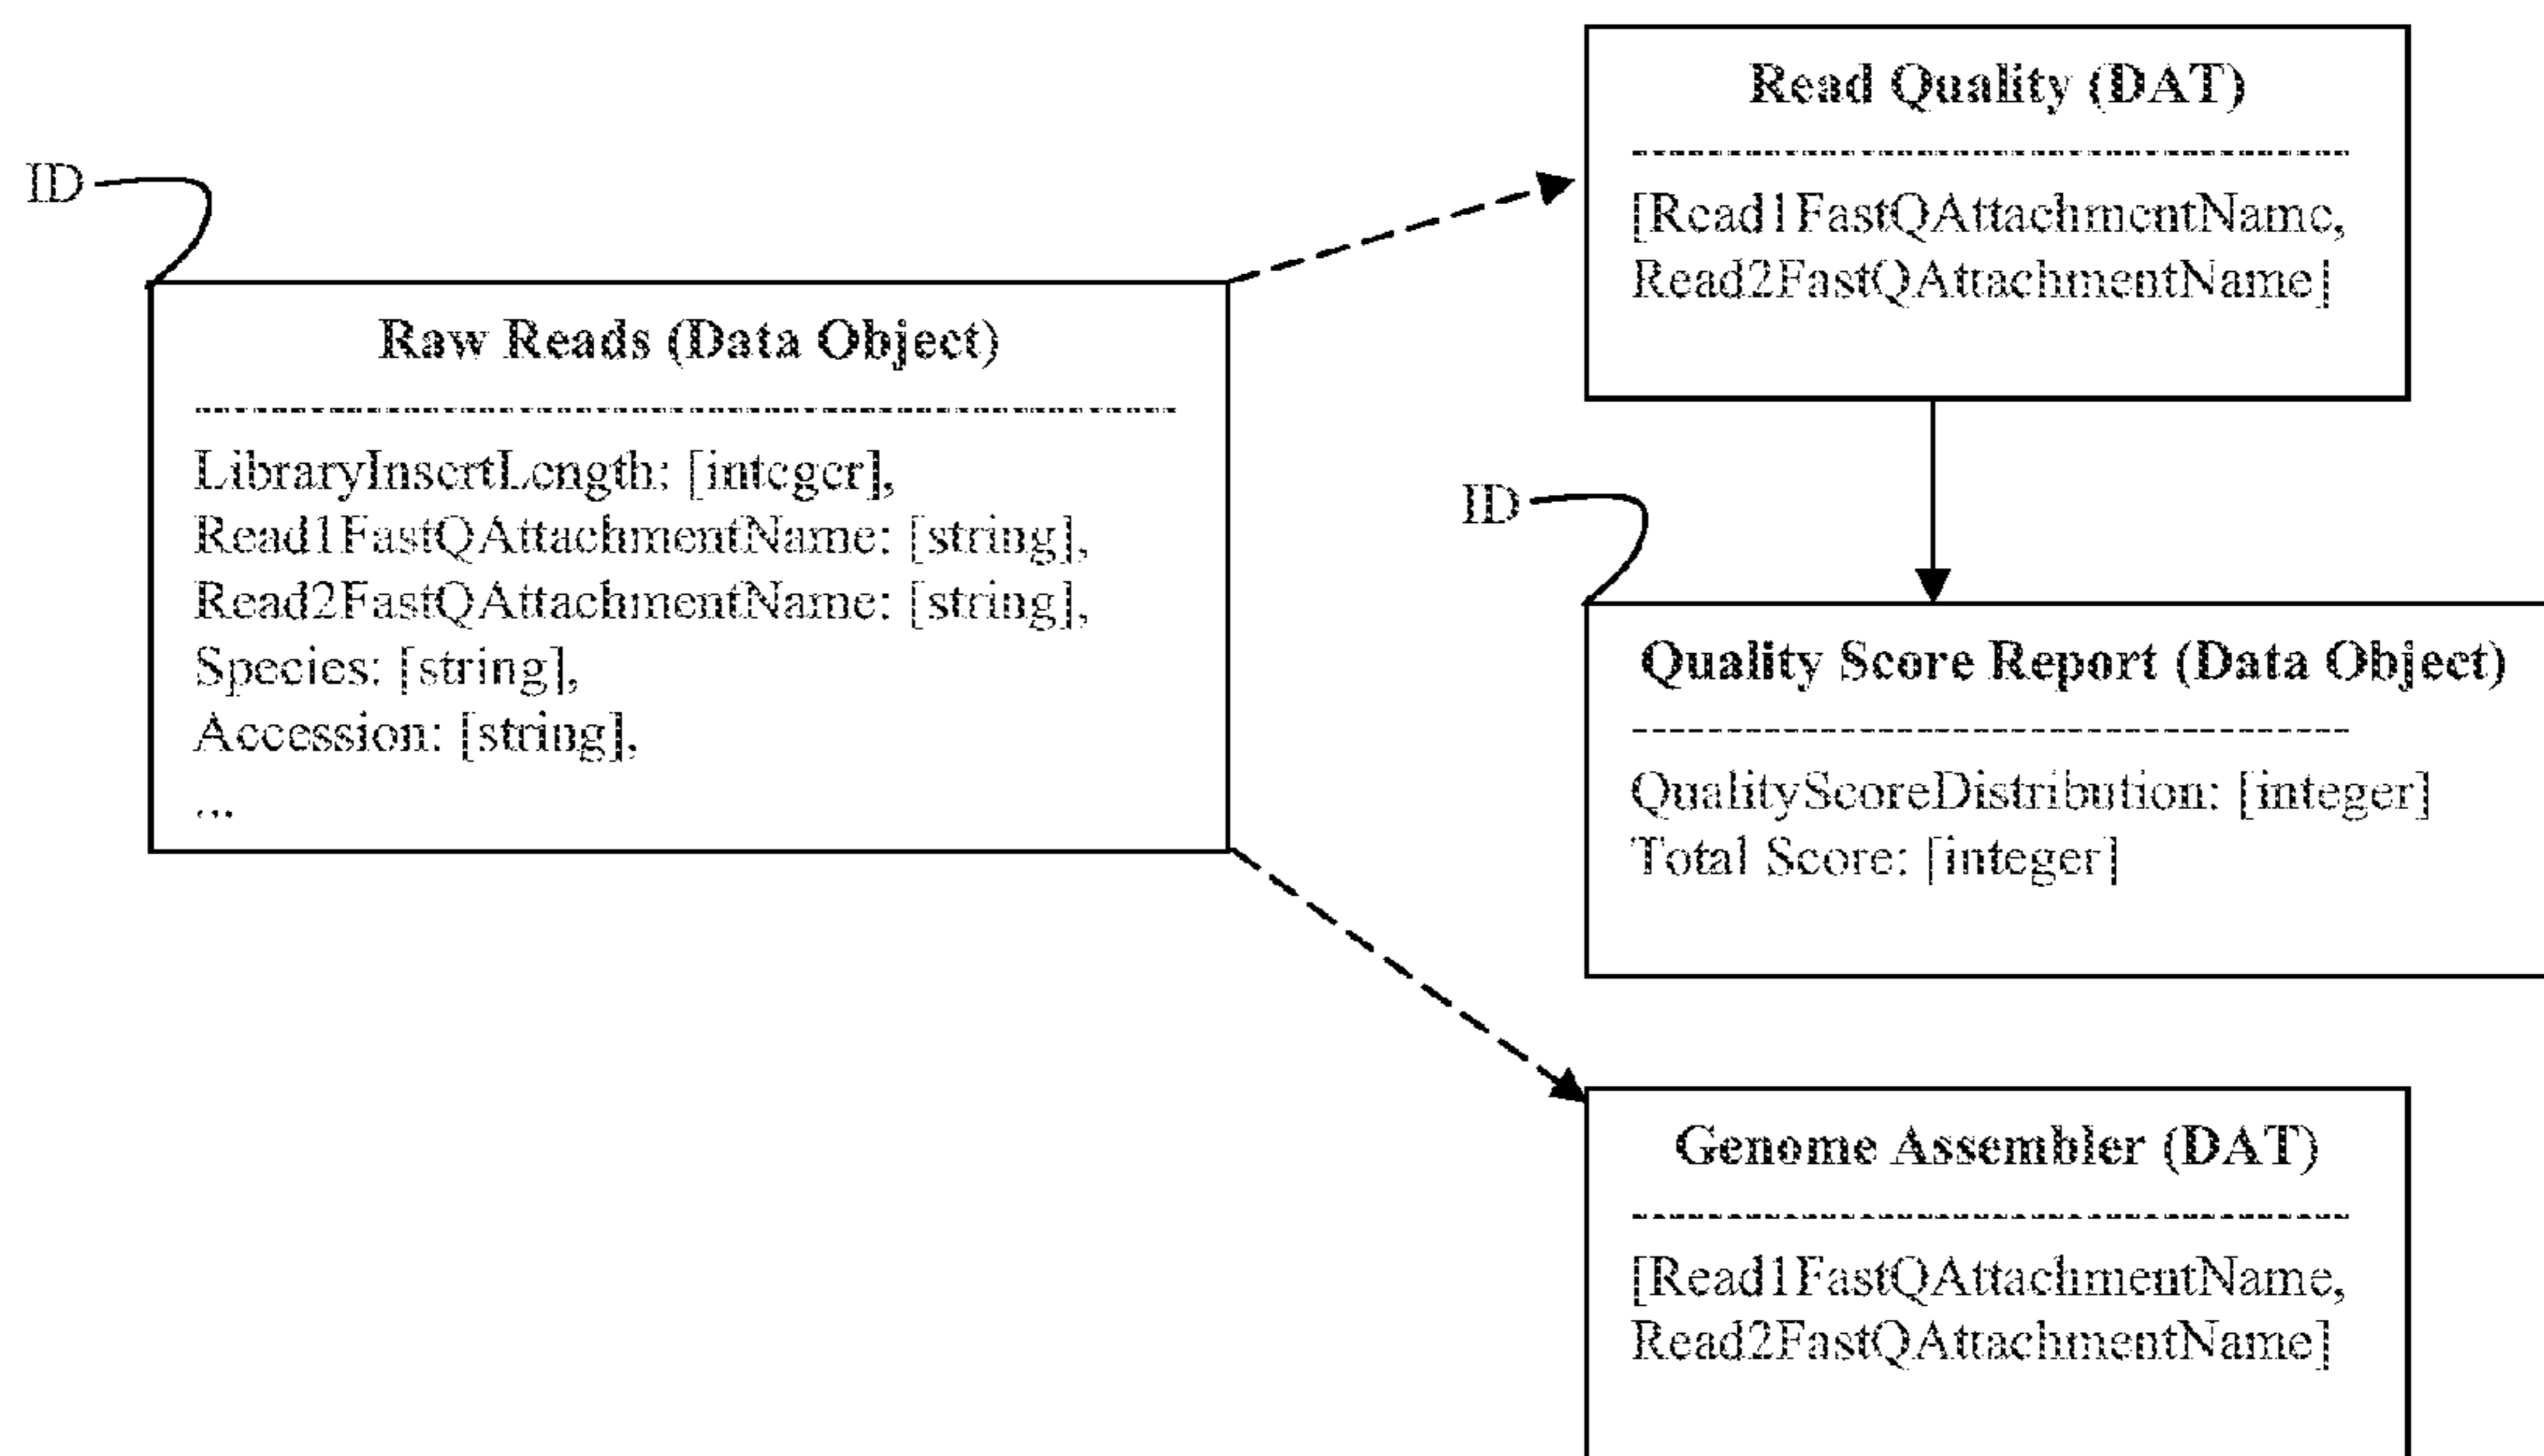 ID
Raw Reads (Data Object)
LibraryInsertLength: [integer],
Read1FastQAttachmentName: [string],
Read2FastQAttachmentName: [string],
Species: [string],
Accession: [string],
...
Read Quality (DAT)
[Read1FastQAttachmentName,
Read2FastQAttachmentName]
ID
Quality Score Report (Data Object)
QualityScoreDistribution: [integer]
Total Score: [integer]
Genome Assembler (DAT)
[Read1FastQAttachmentName,
Read2FastQAttachmentName]